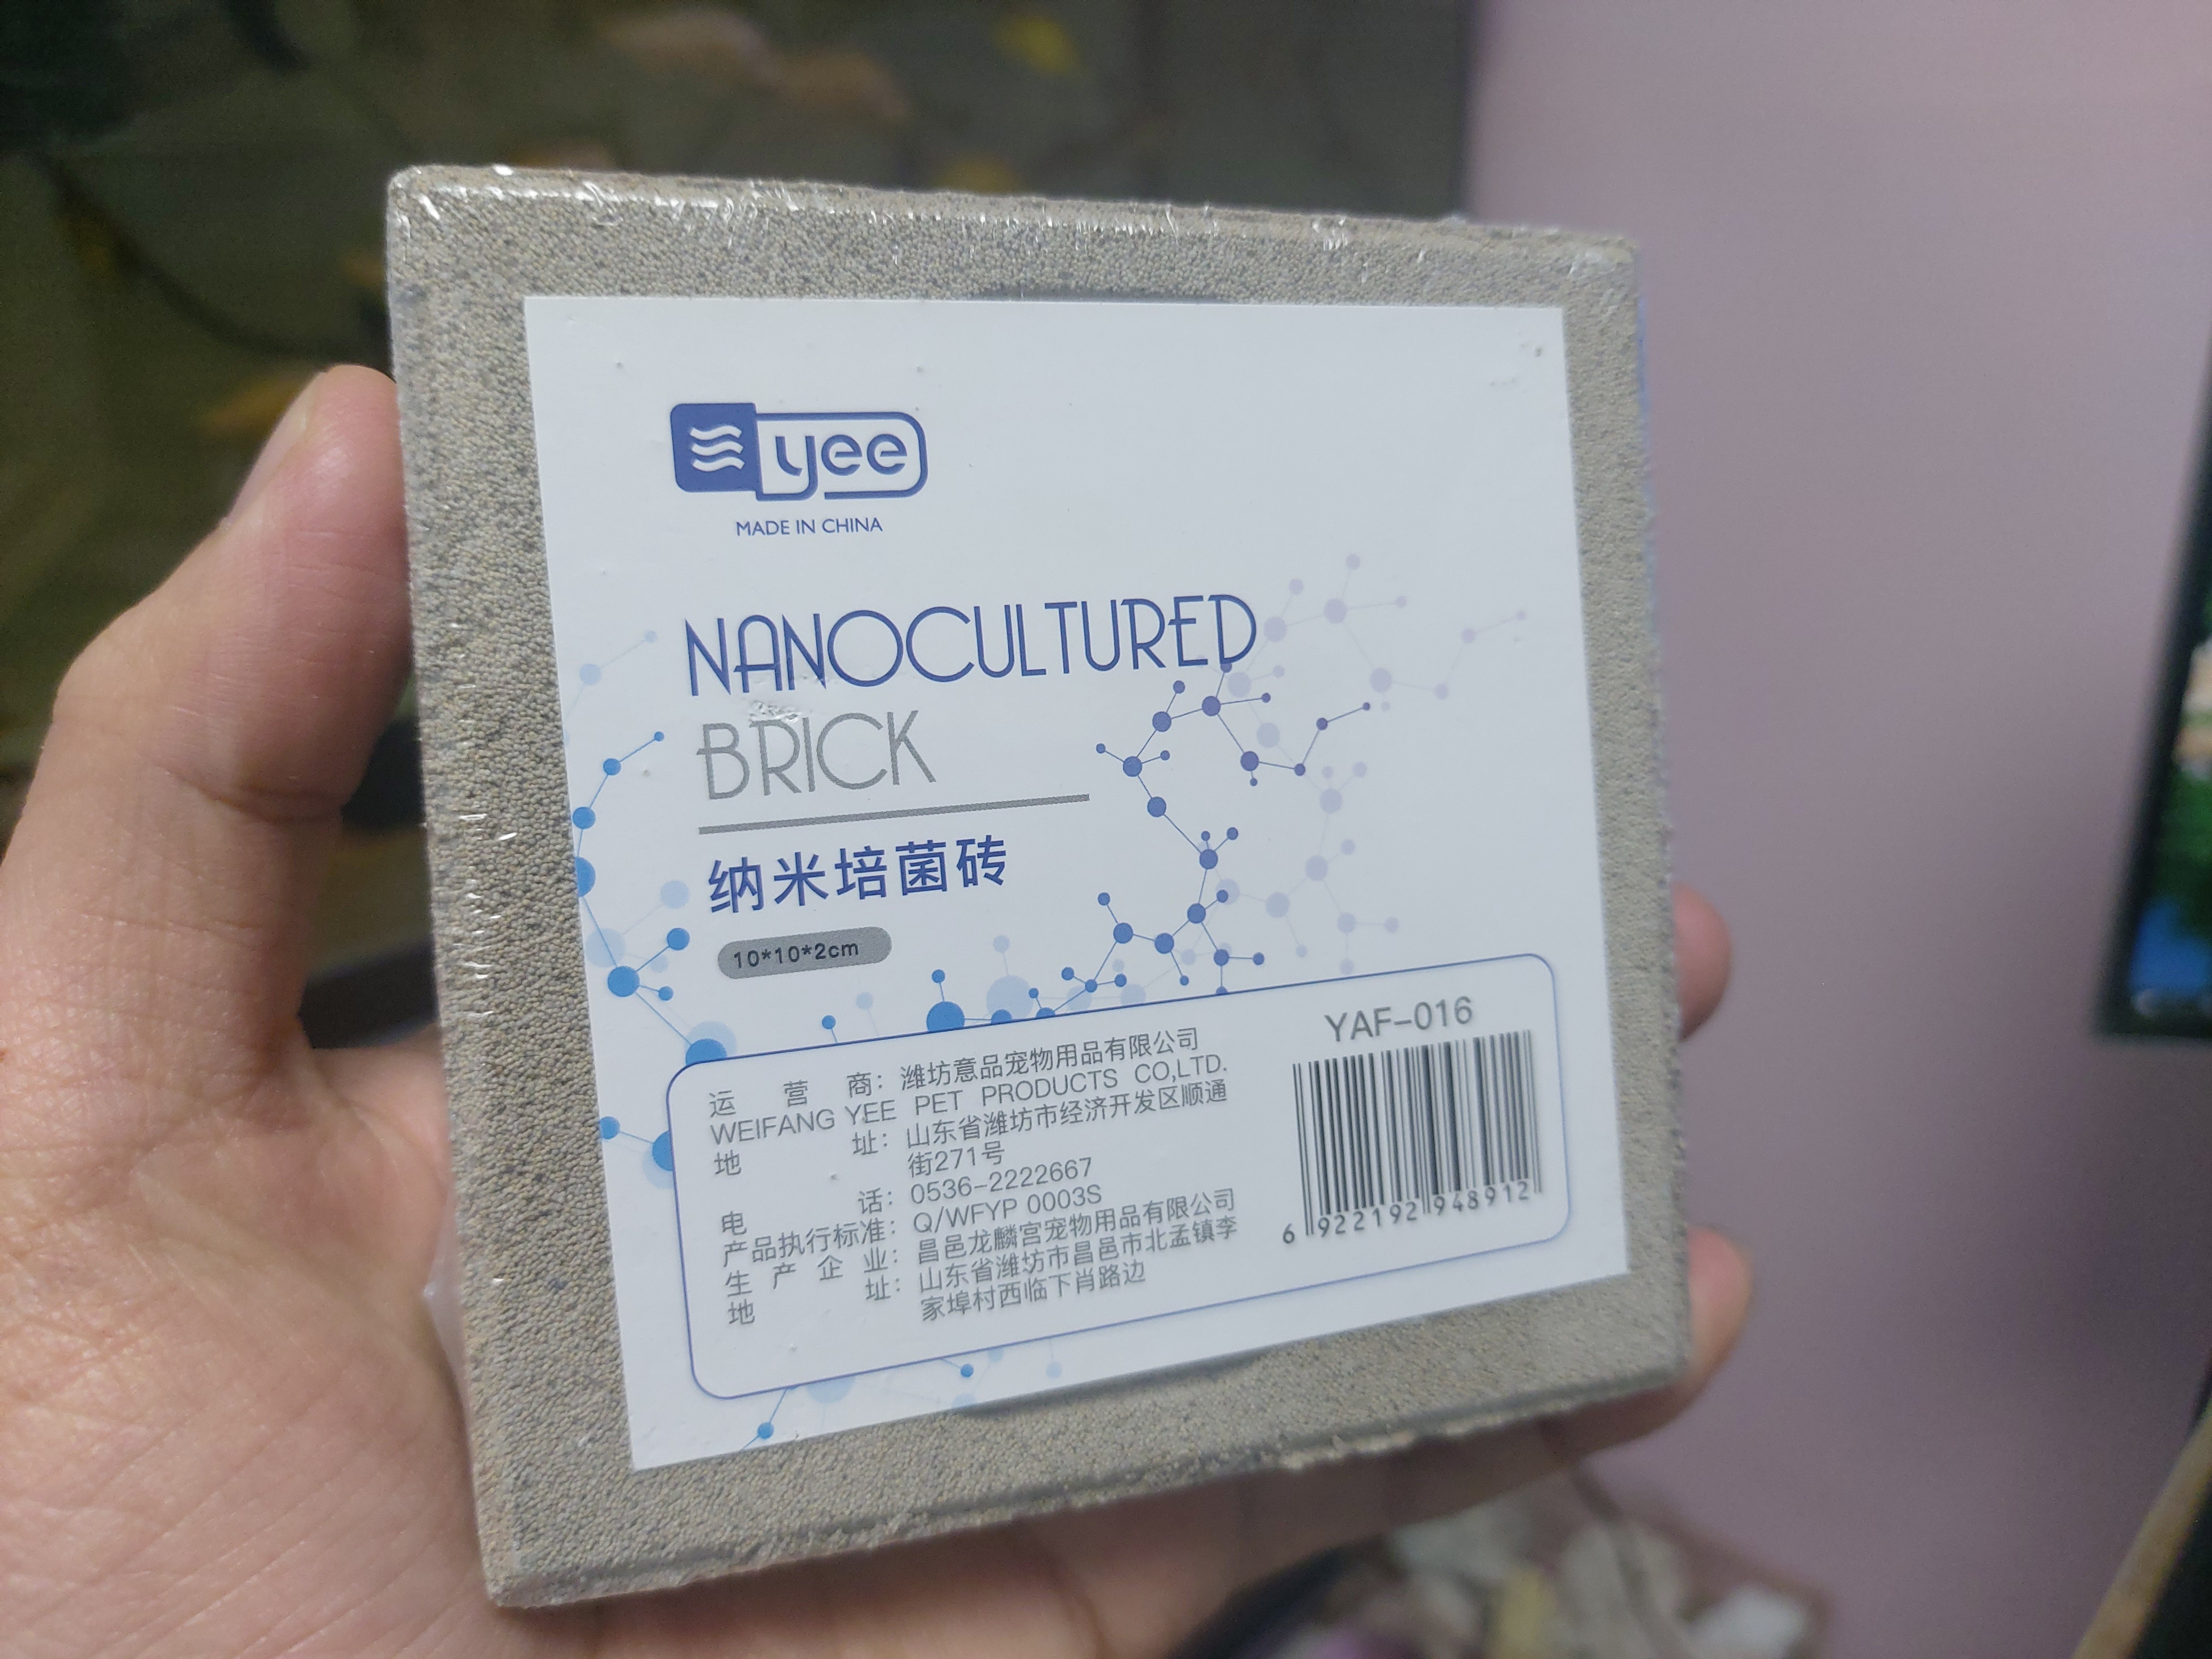 yee
MADE IN CHINA
NANOCULTURED
BRICK
纳米培菌砖
10*10*2cm
运营商：潍坊意品宠物用品有限公司
WEIFANG YEE PET PRODUCTS CO,LTD.
地址：山东省潍坊市经济开发区顺通
街271号
电话：0536-2222667
产品执行标准：Q/WFYP 0003S
生产企业：昌邑龙麟宫宠物用品有限公司
地址：山东省潍坊市昌邑市北孟镇李
家埠村西临下肖路边
YAF-016
6 922192 948912